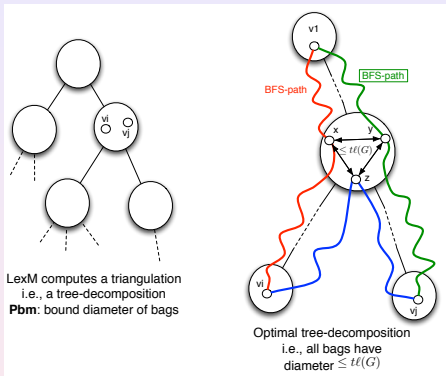 vi
vj
LexM computes a triangulation
i.e., a tree-decomposition
Pbm: bound diameter of bags
v1
BFS-path
BFS-path
x
y
≤ tℓ(G)
z
vi
vj
Optimal tree-decomposition
i.e., all bags have
diameter ≤ tℓ(G)